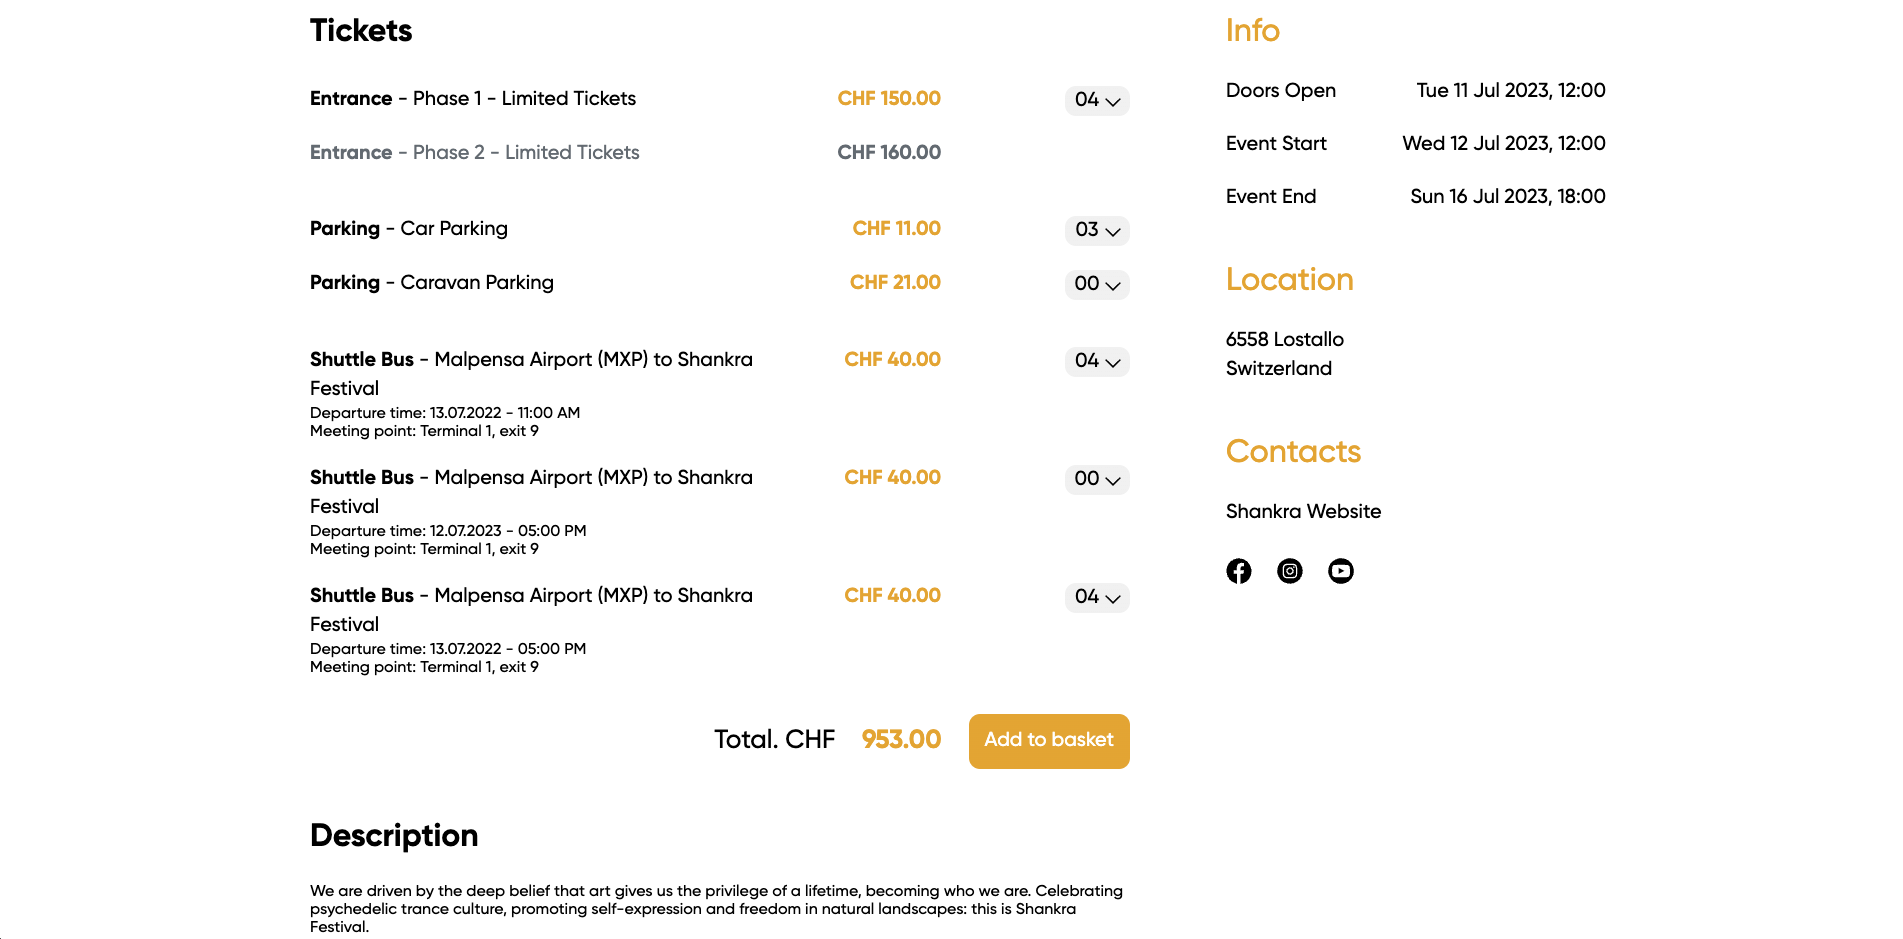 Tickets
Entrance - Phase 1 - Limited Tickets CHF 150.00 04
Entrance - Phase 2 - Limited Tickets CHF 160.00
Parking - Car Parking CHF 11.00 03
Parking - Caravan Parking CHF 21.00 00
Shuttle Bus - Malpensa Airport (MXP) to Shankra CHF 40.00 04
Festival
Departure time: 13.07.2022 - 11:00 AM
Meeting point: Terminal 1, exit 9
Shuttle Bus - Malpensa Airport (MXP) to Shankra CHF 40.00 00
Festival
Departure time: 12.07.2023 - 05:00 PM
Meeting point: Terminal 1, exit 9
Shuttle Bus - Malpensa Airport (MXP) to Shankra CHF 40.00 04
Festival
Departure time: 13.07.2022 - 05:00 PM
Meeting point: Terminal 1, exit 9
Total. CHF 953.00 Add to basket
Description
We are driven by the deep belief that art gives us the privilege of a lifetime, becoming who we are. Celebrating
psychedelic trance culture, promoting self-expression and freedom in natural landscapes: this is Shankra
Festival.
Info
Doors Open Tue 11 Jul 2023, 12:00
Event Start Wed 12 Jul 2023, 12:00
Event End Sun 16 Jul 2023, 18:00
Location
6558 Lostallo
Switzerland
Contacts
Shankra Website